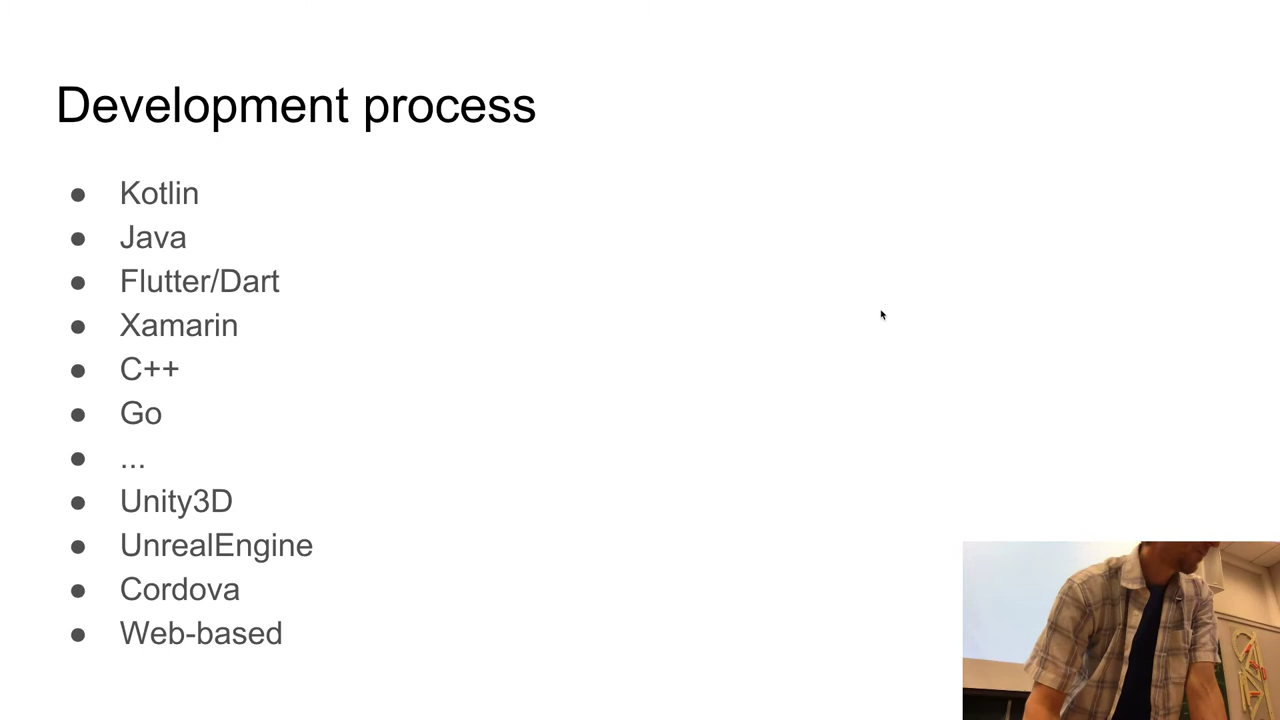 Development process
● Kotlin
● Java
● Flutter/Dart
● Xamarin
● C++
● Go
● ...
● Unity3D
● UnrealEngine
● Cordova
● Web-based